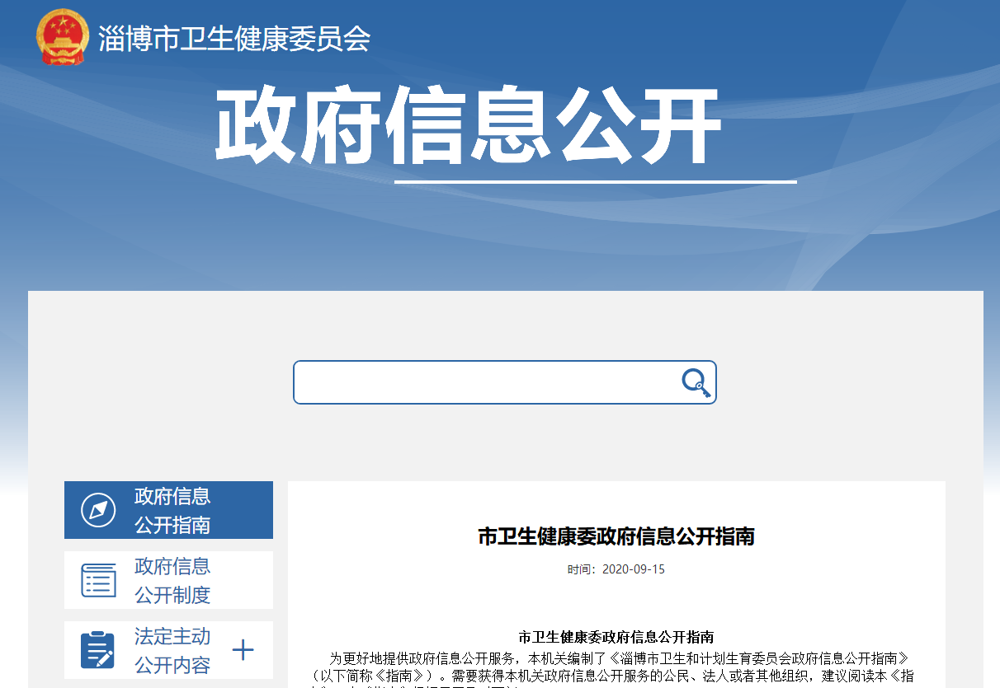 淄博市卫生健康委员会
政府信息公开
政府信息
公开指南
政府信息
公开制度
法定主动
公开内容
市卫生健康委政府信息公开指南
时间：2020-09-15
市卫生健康委政府信息公开指南
为更好地提供政府信息公开服务，本机关编制了《淄博市卫生和计划生育委员会政府信息公开指南》
（以下简称《指南》）。需要获得本机关政府信息公开服务的公民、法人或者其他组织，建议阅读本《指